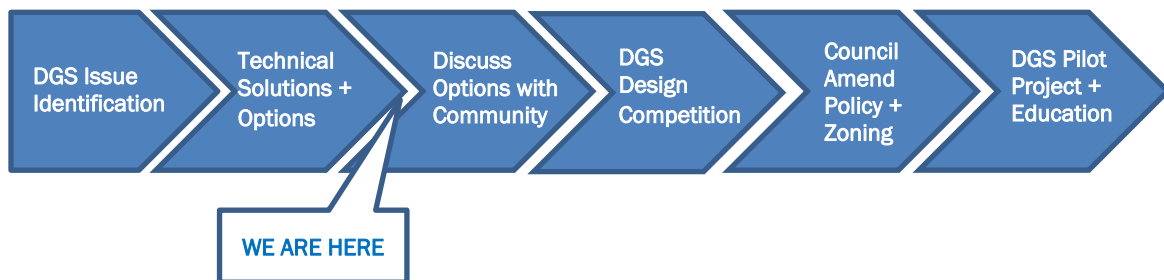 DGS Issue
Identification
Technical
Solutions +
Options
Discuss
Options with
Community
DGS
Design
Competition
Council
Amend
Policy +
Zoning
DGS Pilot
Project +
Education
WE ARE HERE